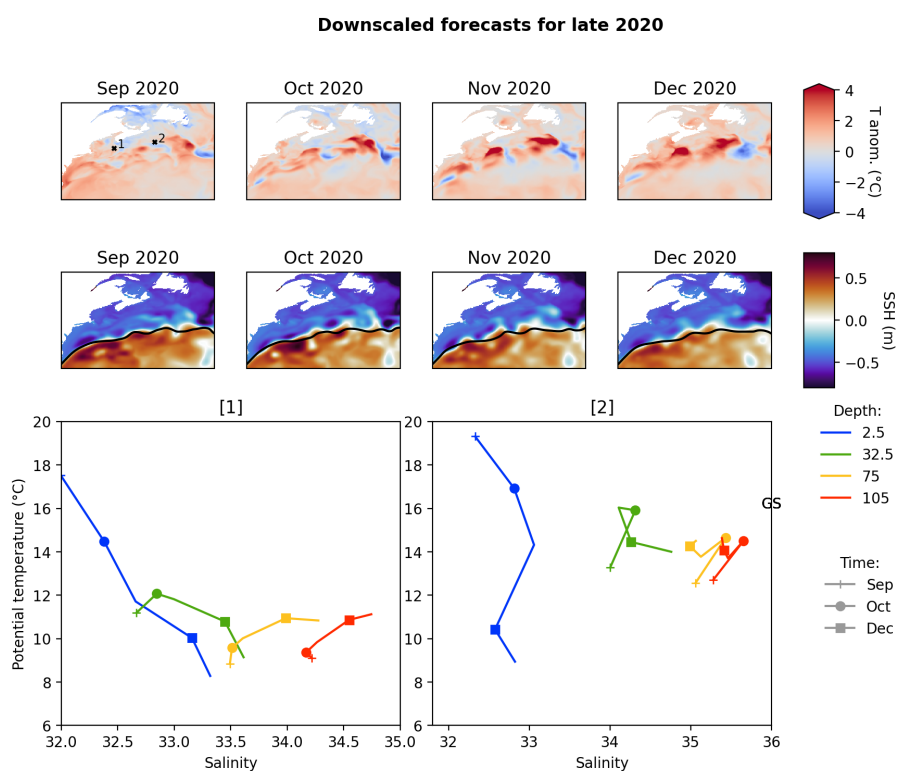 Downscaled forecasts for late 2020
Sep 2020
Oct 2020
Nov 2020
Dec 2020
1
2
4
2
0
−2
−4
T anom. (°C)
Sep 2020
Oct 2020
Nov 2020
Dec 2020
0.5
0.0
−0.5
SSH (m)
[1]
20
18
16
14
12
10
8
6
Potential temperature (°C)
32.0
32.5
33.0
33.5
34.0
34.5
35.0
Salinity
[2]
20
18
16
14
12
10
8
6
GS
32
33
34
35
36
Salinity
Depth:
2.5
32.5
75
105
Time:
Sep
Oct
Dec